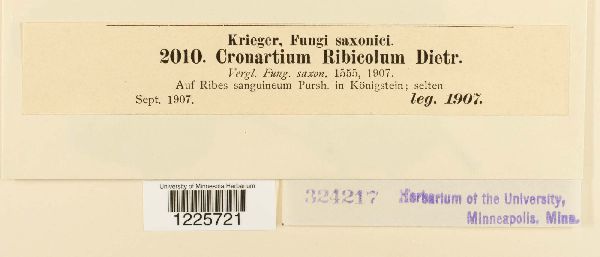 Krieger, Fungi saxonici.
2010. Cronartium Ribicolum Dietr.
Vergl. Fung. saxon. 1555, 1907.
Auf Ribes sanguineum Pursh. in Königstein; selten
Sept. 1907. leg. 1907.
University of Minnesota Herbarium
1225721
324217 Herbarium of the University,
Minneapolis, Minn.